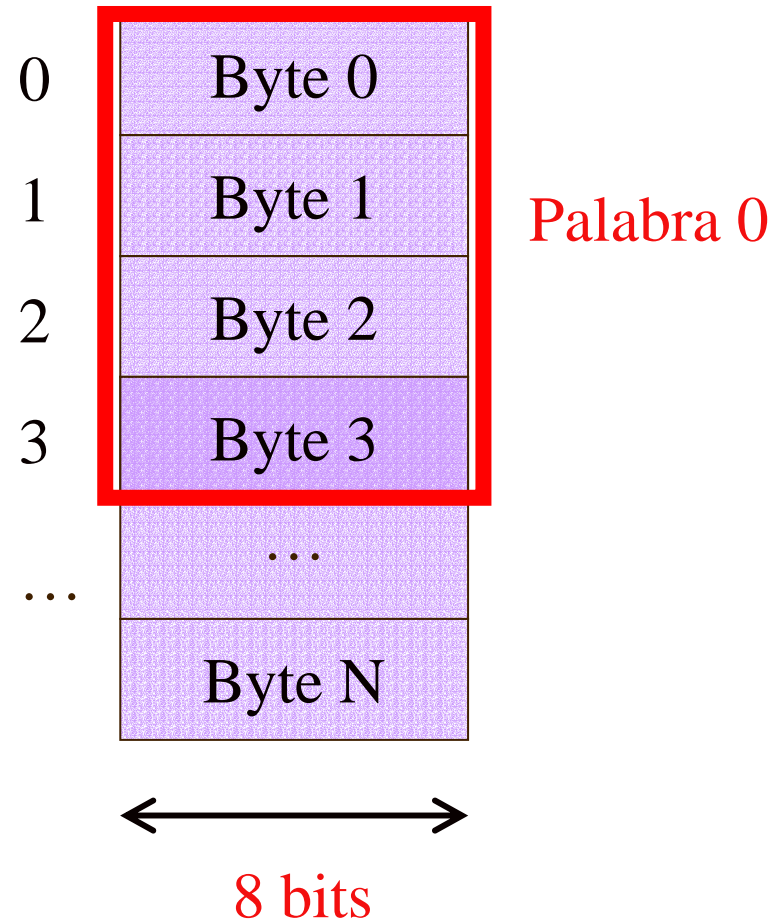 0 Byte 0
1 Byte 1
Palabra 0
2 Byte 2
3 Byte 3
...
...
Byte N
8 bits